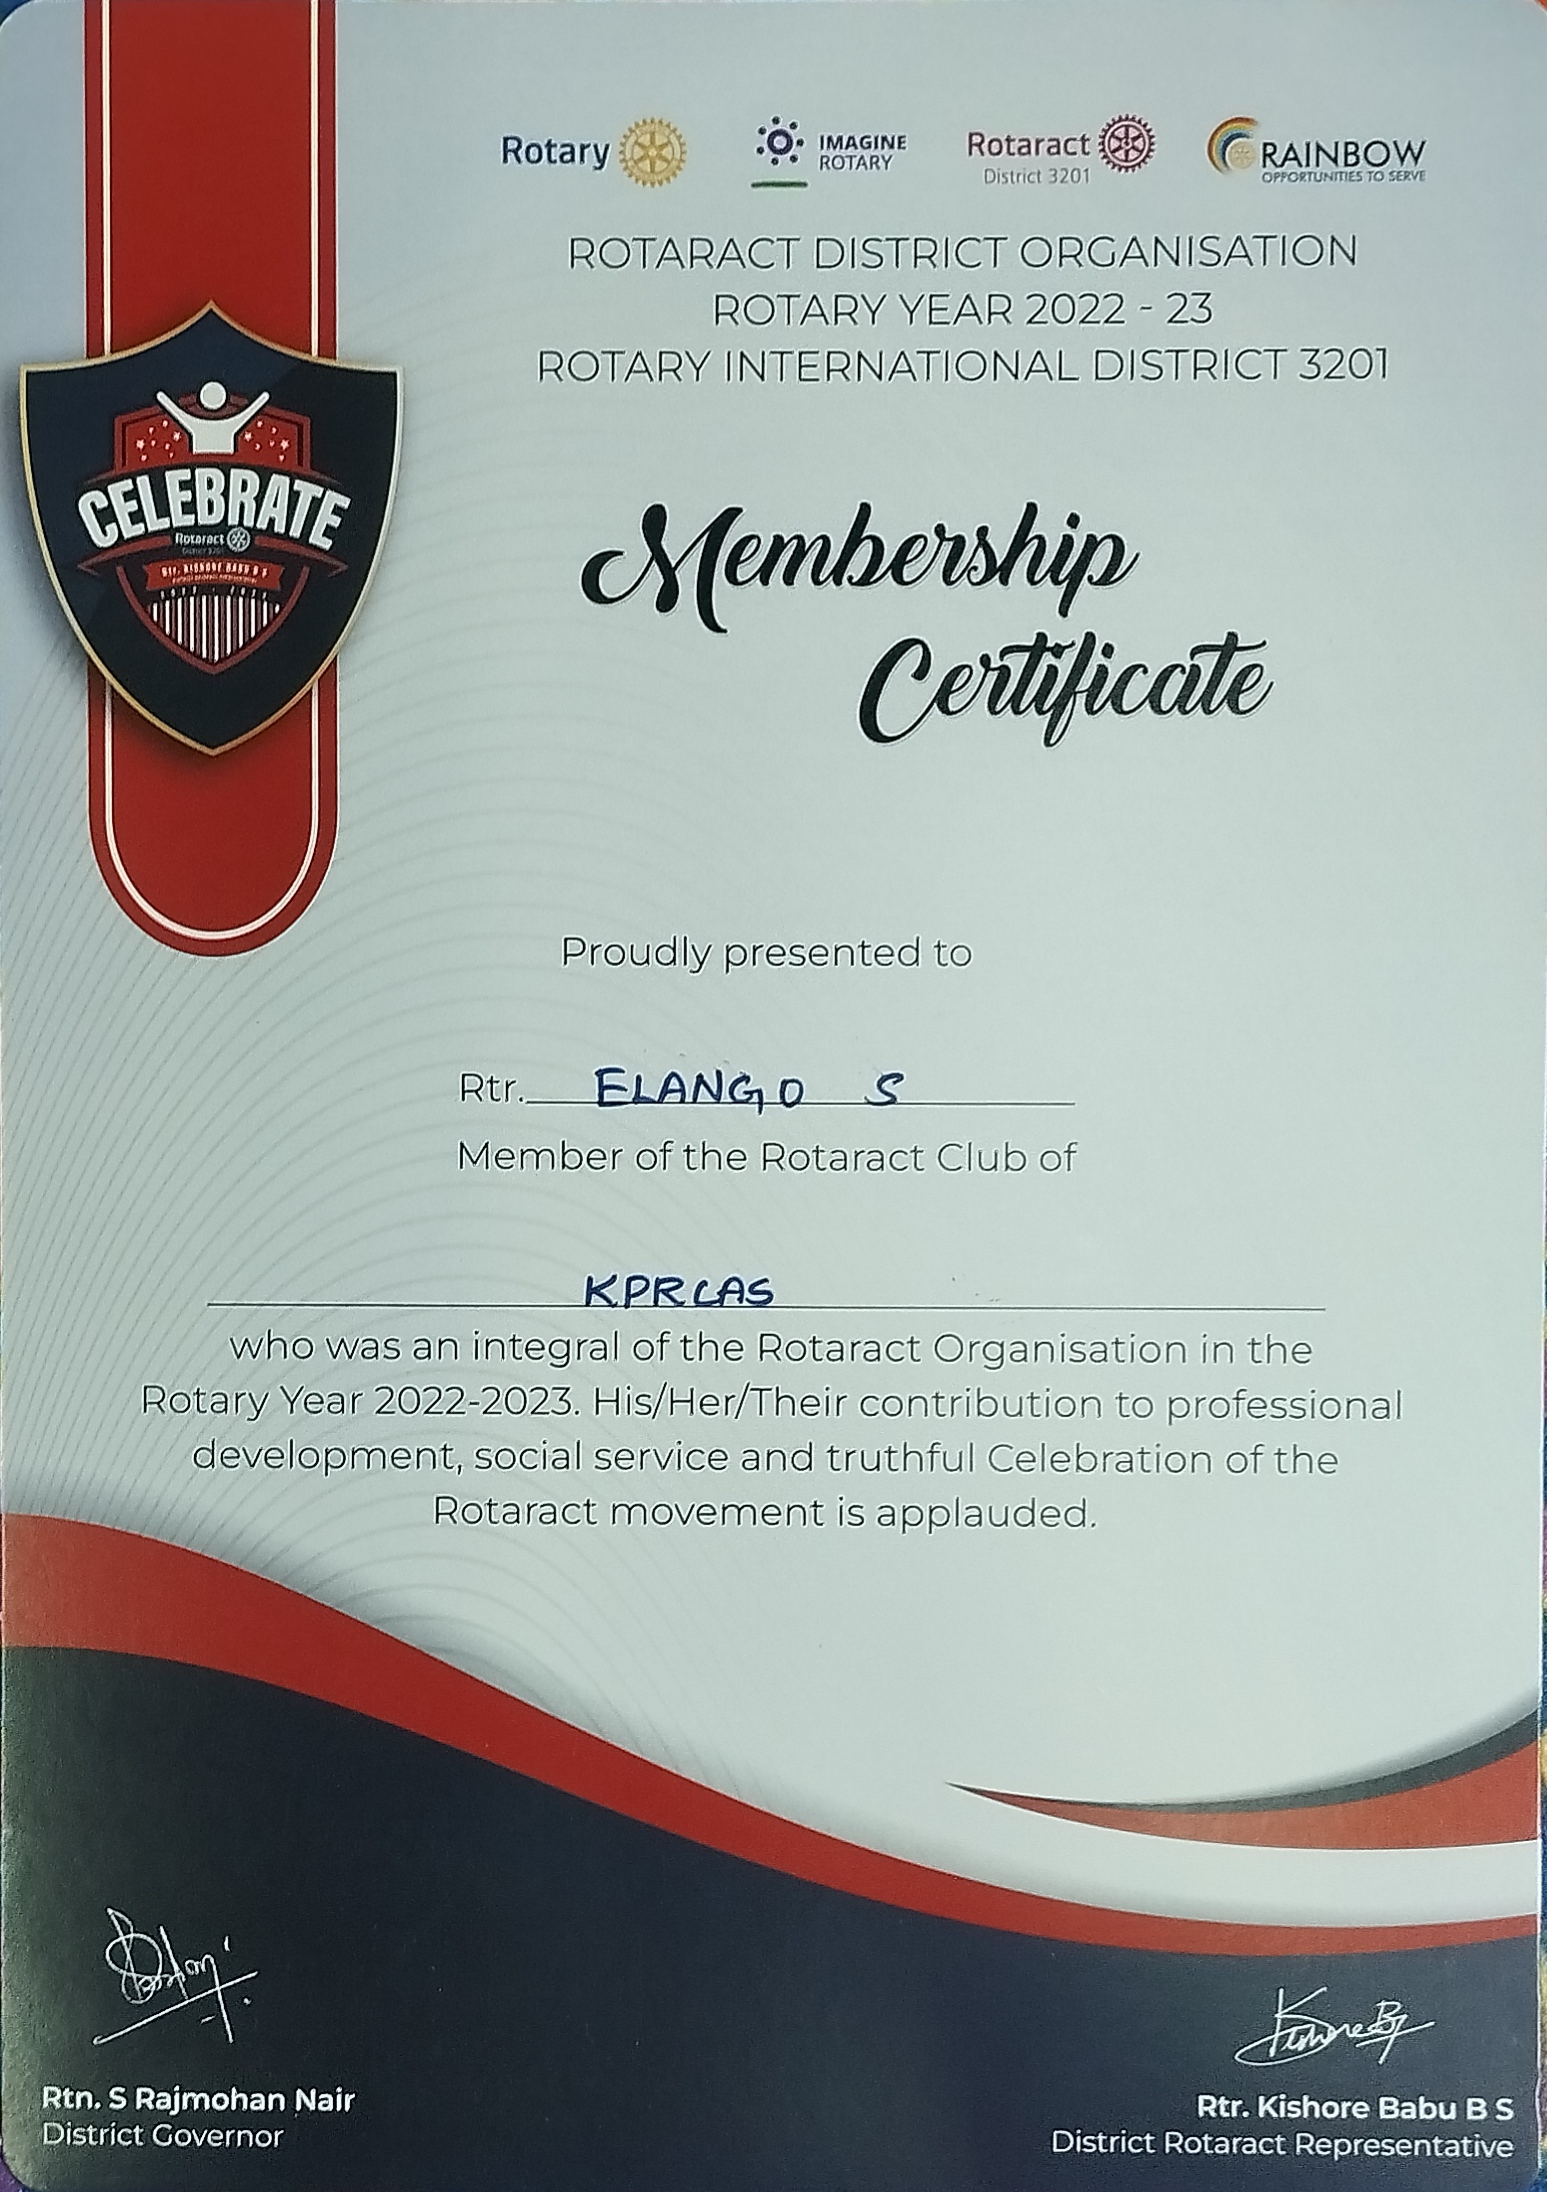 Rotary
IMAGINE
ROTARY
Rotaract
District 3201
RAINBOW
OPPORTUNITIES TO SERVE
ROTARACT DISTRICT ORGANISATION
ROTARY YEAR 2022 - 23
ROTARY INTERNATIONAL DISTRICT 3201
CELEBRATE
Rotaract
District 3201
Rtr. KISHORE BABU B S
Membership
Certificate
Proudly presented to
Rtr. ELANGO S
Member of the Rotaract Club of
KPRCAS
who was an integral of the Rotaract Organisation in the
Rotary Year 2022-2023. His/Her/Their contribution to professional
development, social service and truthful Celebration of the
Rotaract movement is applauded.
Rtn. S Rajmohan Nair
District Governor
Kishore B
Rtr. Kishore Babu B S
District Rotaract Representative